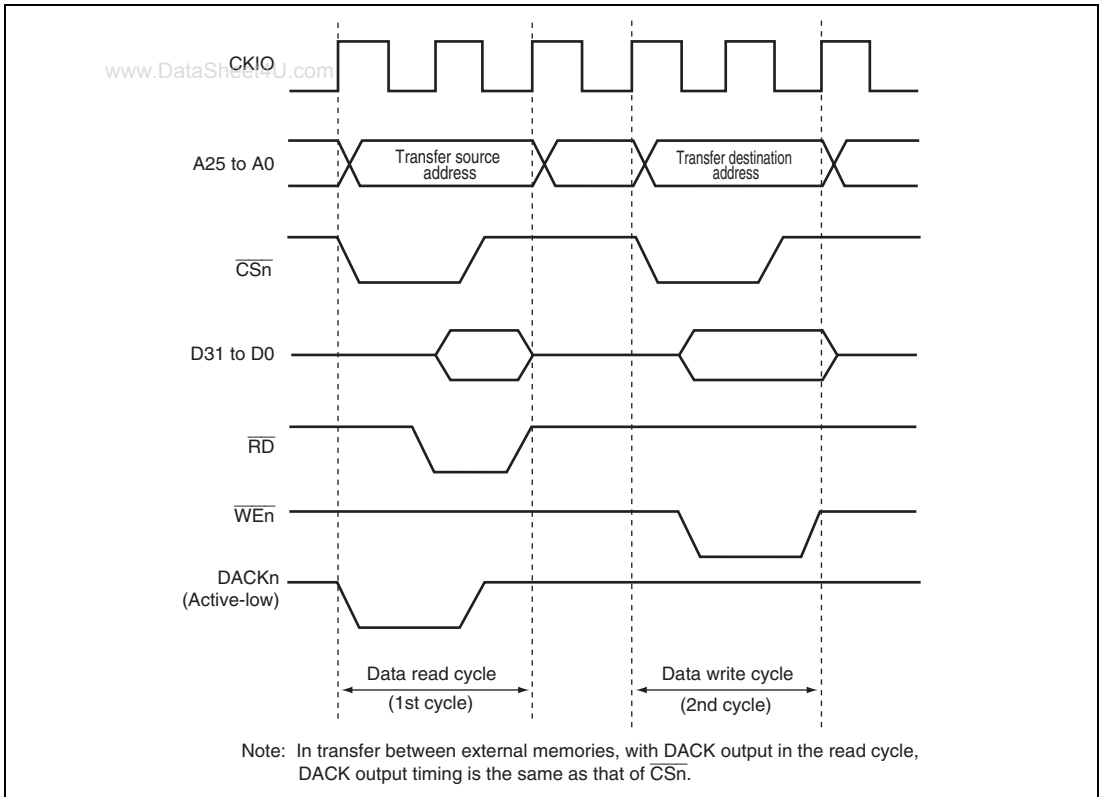 www.DataSheet4U.com
CKIO
A25 to A0
Transfer source
address
Transfer destination
address
CSn
D31 to D0
RD
WEn
DACKn
(Active-low)
Data read cycle
(1st cycle)
Data write cycle
(2nd cycle)
Note: In transfer between external memories, with DACK output in the read cycle,
DACK output timing is the same as that of CSn.